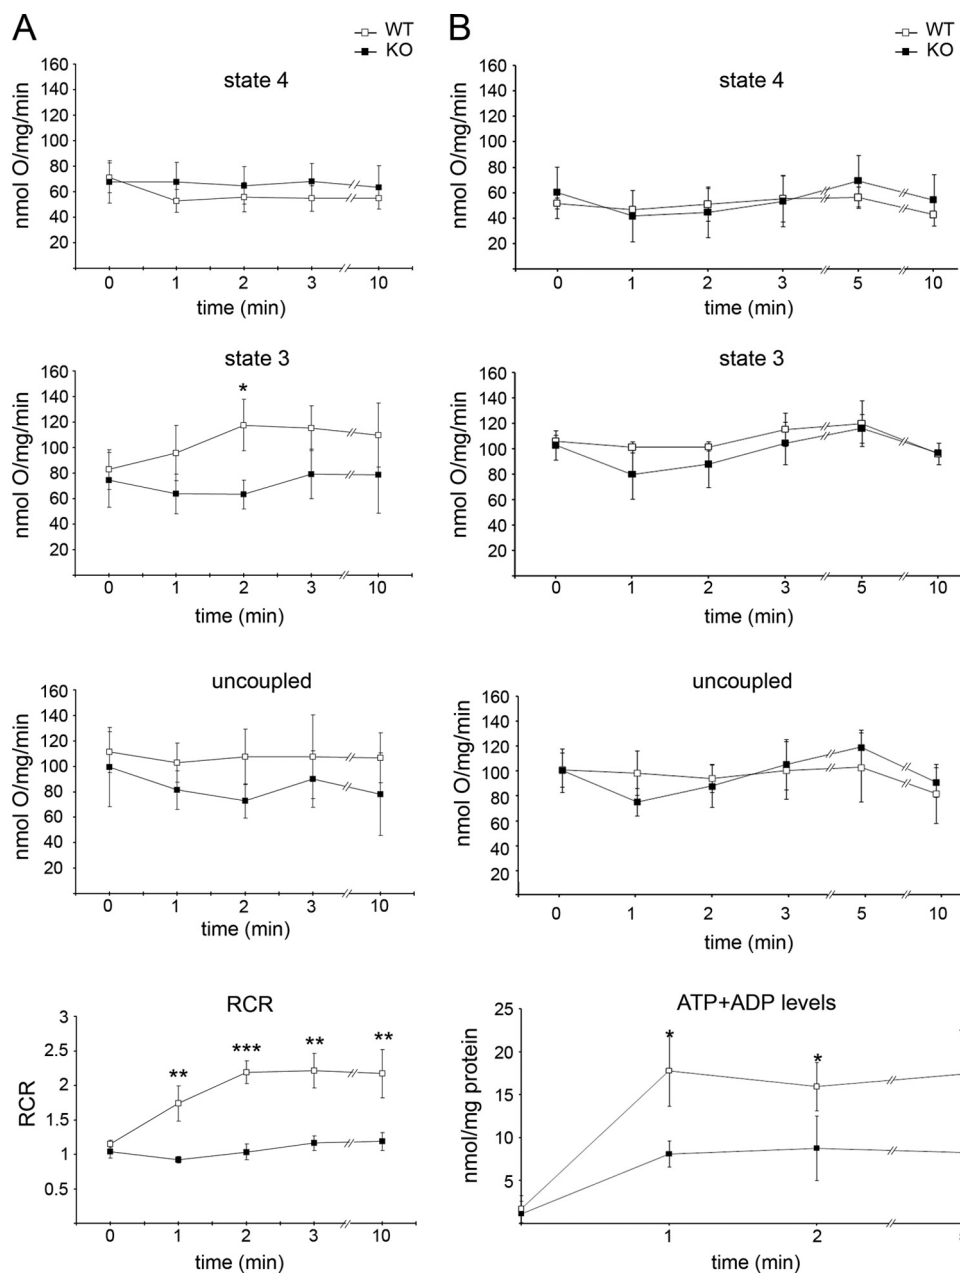 A
WT
KO
state 4
nmol O/mg/min
160
140
120
100
80
60
40
20
0 1 2 3 10
time (min)
state 3
*
nmol O/mg/min
160
140
120
100
80
60
40
20
0 1 2 3 10
time (min)
uncoupled
nmol O/mg/min
160
140
120
100
80
60
40
20
0 1 2 3 10
time (min)
RCR
** *** ** **
RCR
3
2.5
2
1.5
1
0.5
0 1 2 3 10
time (min)
B
WT
KO
state 4
nmol O/mg/min
160
140
120
100
80
60
40
20
0 1 2 3 5 10
time (min)
state 3
nmol O/mg/min
160
140
120
100
80
60
40
20
0 1 2 3 5 10
time (min)
uncoupled
nmol O/mg/min
160
140
120
100
80
60
40
20
0 1 2 3 5 10
time (min)
ATP+ADP levels
* *
nmol/mg protein
25
20
15
10
5
1 2
time (min)